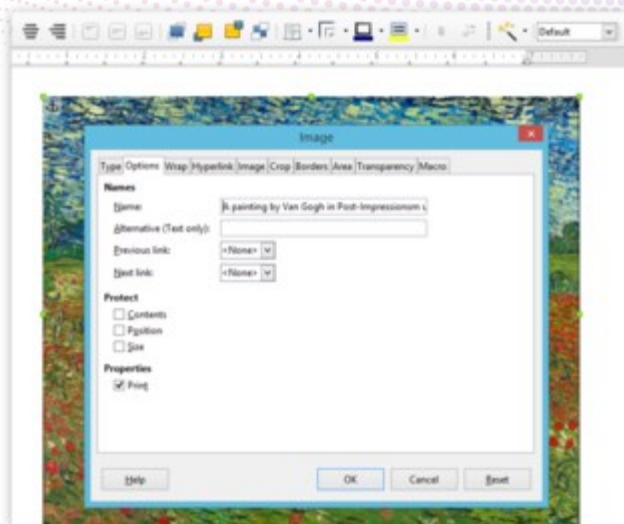 Default
Image
Type Options Wrap Hyperlink Image Crop Borders Area Transparency Macro
Names
Name: A painting by Van Gogh in Post-Impressionsm
Alternative (Text only):
Previous link: <None>
Next link: <None>
Protect
Contents
Position
Size
Properties
Print
Help OK Cancel Reset